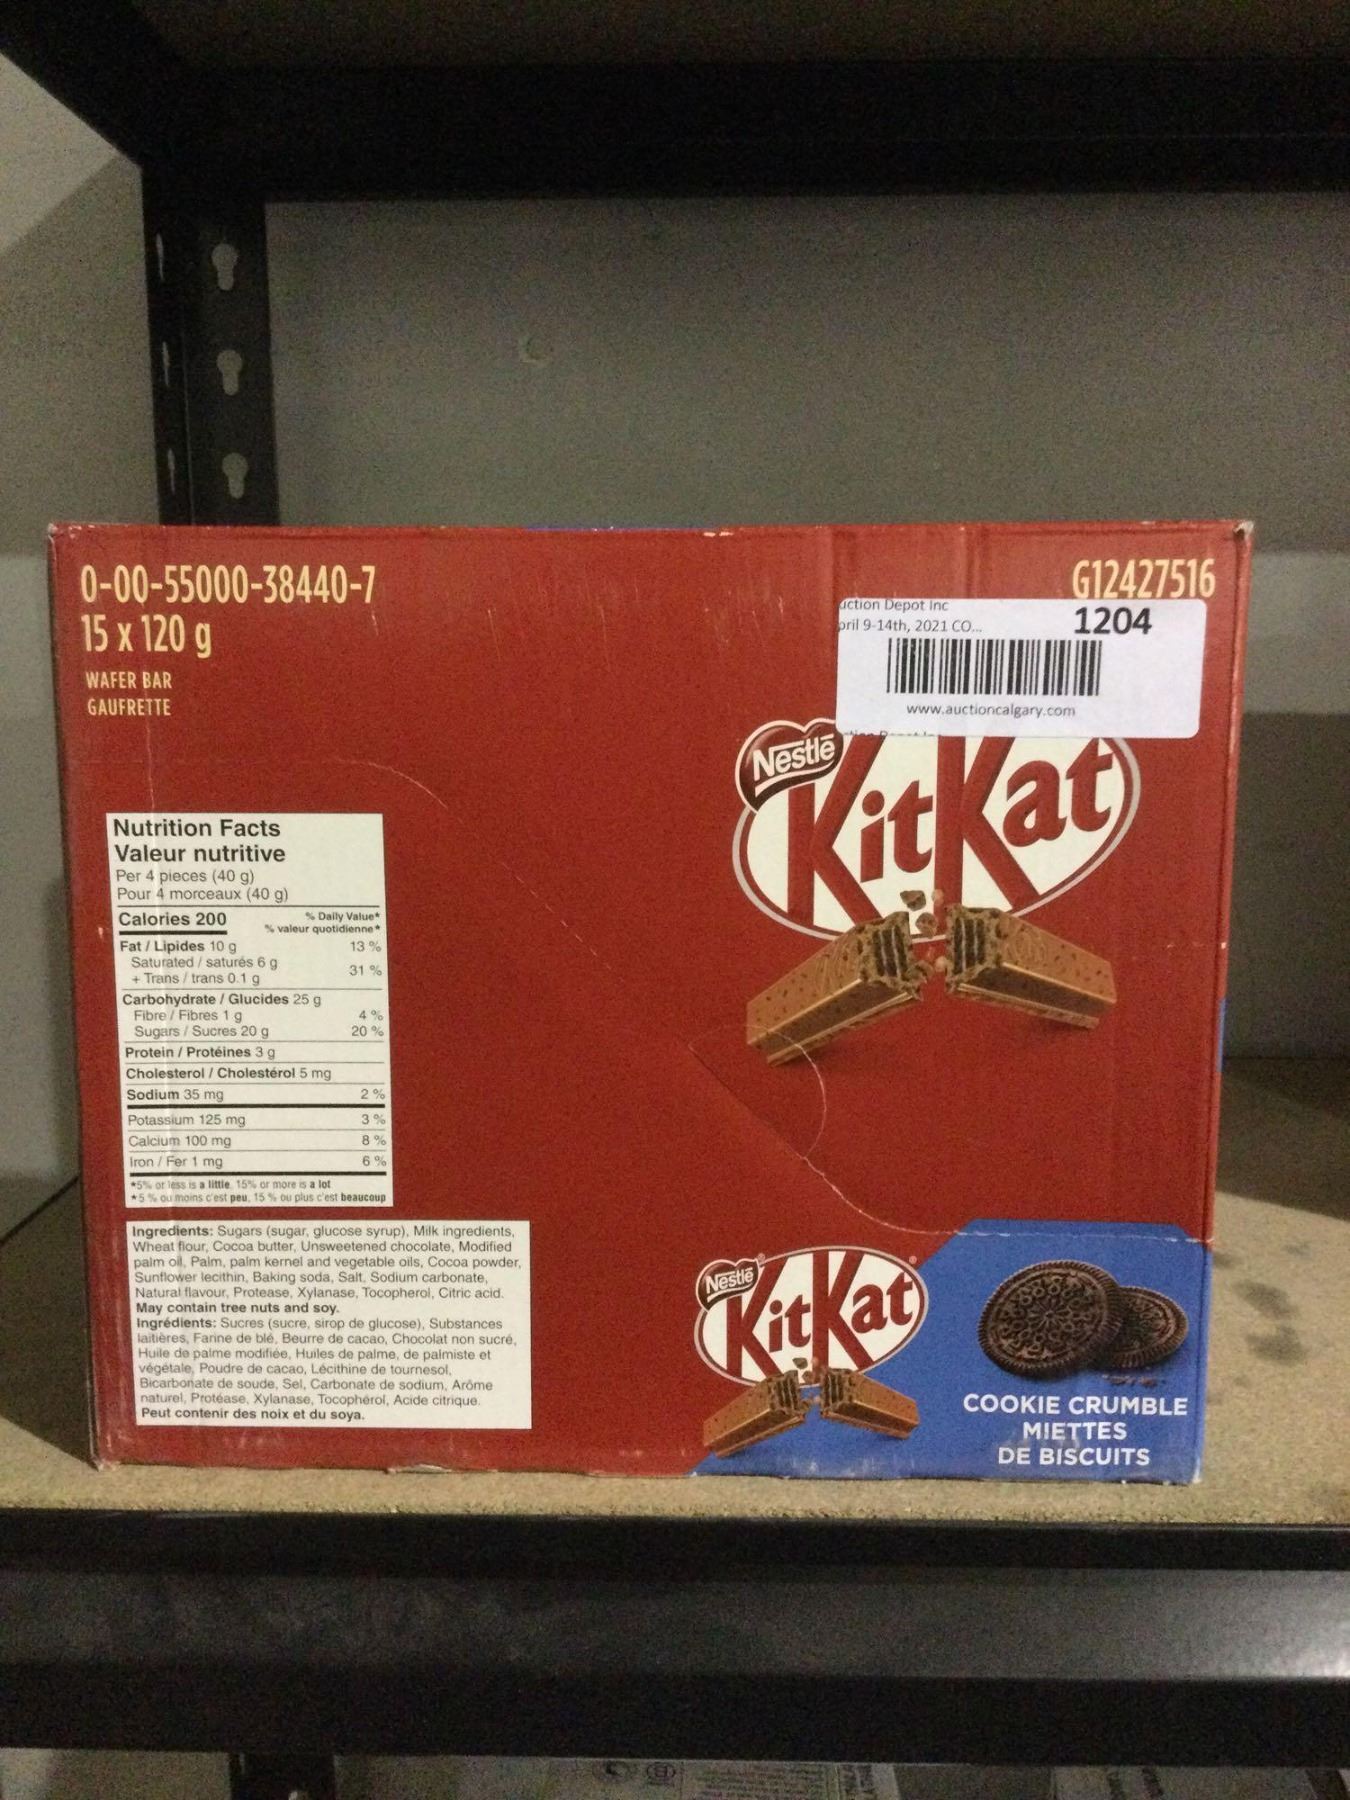 0-00-55000-38440-7
15 x 120 g
WAFER BAR
GAUFRETTE
G12427516
uction Depot Inc
pril 9-14th, 2021 CO...
1204
www.auctioncalgary.com
Nestlé
KitKat
Nutrition Facts
Valeur nutritive
Per 4 pieces (40 g)
Pour 4 morceaux (40 g)
Calories 200
% Daily Value*
% valeur quotidienne*
Fat / Lipides 10 g 13 %
Saturated / saturés 6 g
+ Trans / trans 0.1 g 31 %
Carbohydrate / Glucides 25 g
Fibre / Fibres 1 g 4 %
Sugars / Sucres 20 g 20 %
Protein / Protéines 3 g
Cholesterol / Cholestérol 5 mg
Sodium 35 mg 2 %
Potassium 125 mg 3 %
Calcium 100 mg 8 %
Iron / Fer 1 mg 6 %
*5% or less is a little, 15% or more is a lot
*5 % ou moins c'est peu, 15 % ou plus c'est beaucoup
Ingredients: Sugars (sugar, glucose syrup), Milk ingredients,
Wheat flour, Cocoa butter, Unsweetened chocolate, Modified
palm oil, Palm, palm kernel and vegetable oils, Cocoa powder,
Sunflower lecithin, Baking soda, Salt, Sodium carbonate,
Natural flavour, Protease, Xylanase, Tocopherol, Citric acid.
May contain tree nuts and soy.
Ingrédients: Sucres (sucre, sirop de glucose), Substances
laitières, Farine de blé, Beurre de cacao, Chocolat non sucré,
Huile de palme modifiée, Huiles de palme, de palmiste et
végétale, Poudre de cacao, Lécithine de tournesol,
Bicarbonate de soude, Sel, Carbonate de sodium, Arôme
naturel, Protéase, Xylanase, Tocophérol, Acide citrique.
Peut contenir des noix et du soya.
Nestlé
KitKat
COOKIE CRUMBLE
MIETTES
DE BISCUITS